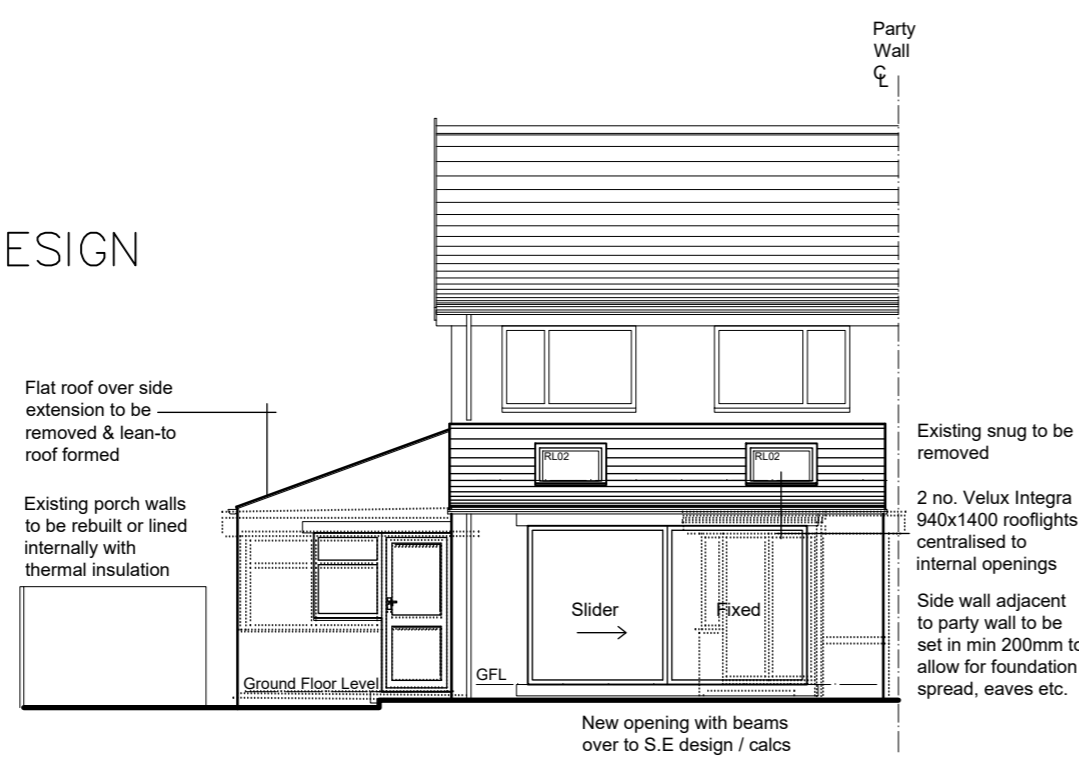 Party
Wall
ESIGN
Flat roof over side
extension to be
removed & lean-to
roof formed
Existing porch walls
to be rebuilt or lined
internally with
thermal insulation
RL02
RL02
Existing snug to be
removed
2 no. Velux Integra
940x1400 rooflights
centralised to
internal openings
Side wall adjacent
to party wall to be
set in min 200mm to
allow for foundation
spread, eaves etc.
Slider
Fixed
Ground Floor Level
GFL
New opening with beams
over to S.E design / calcs